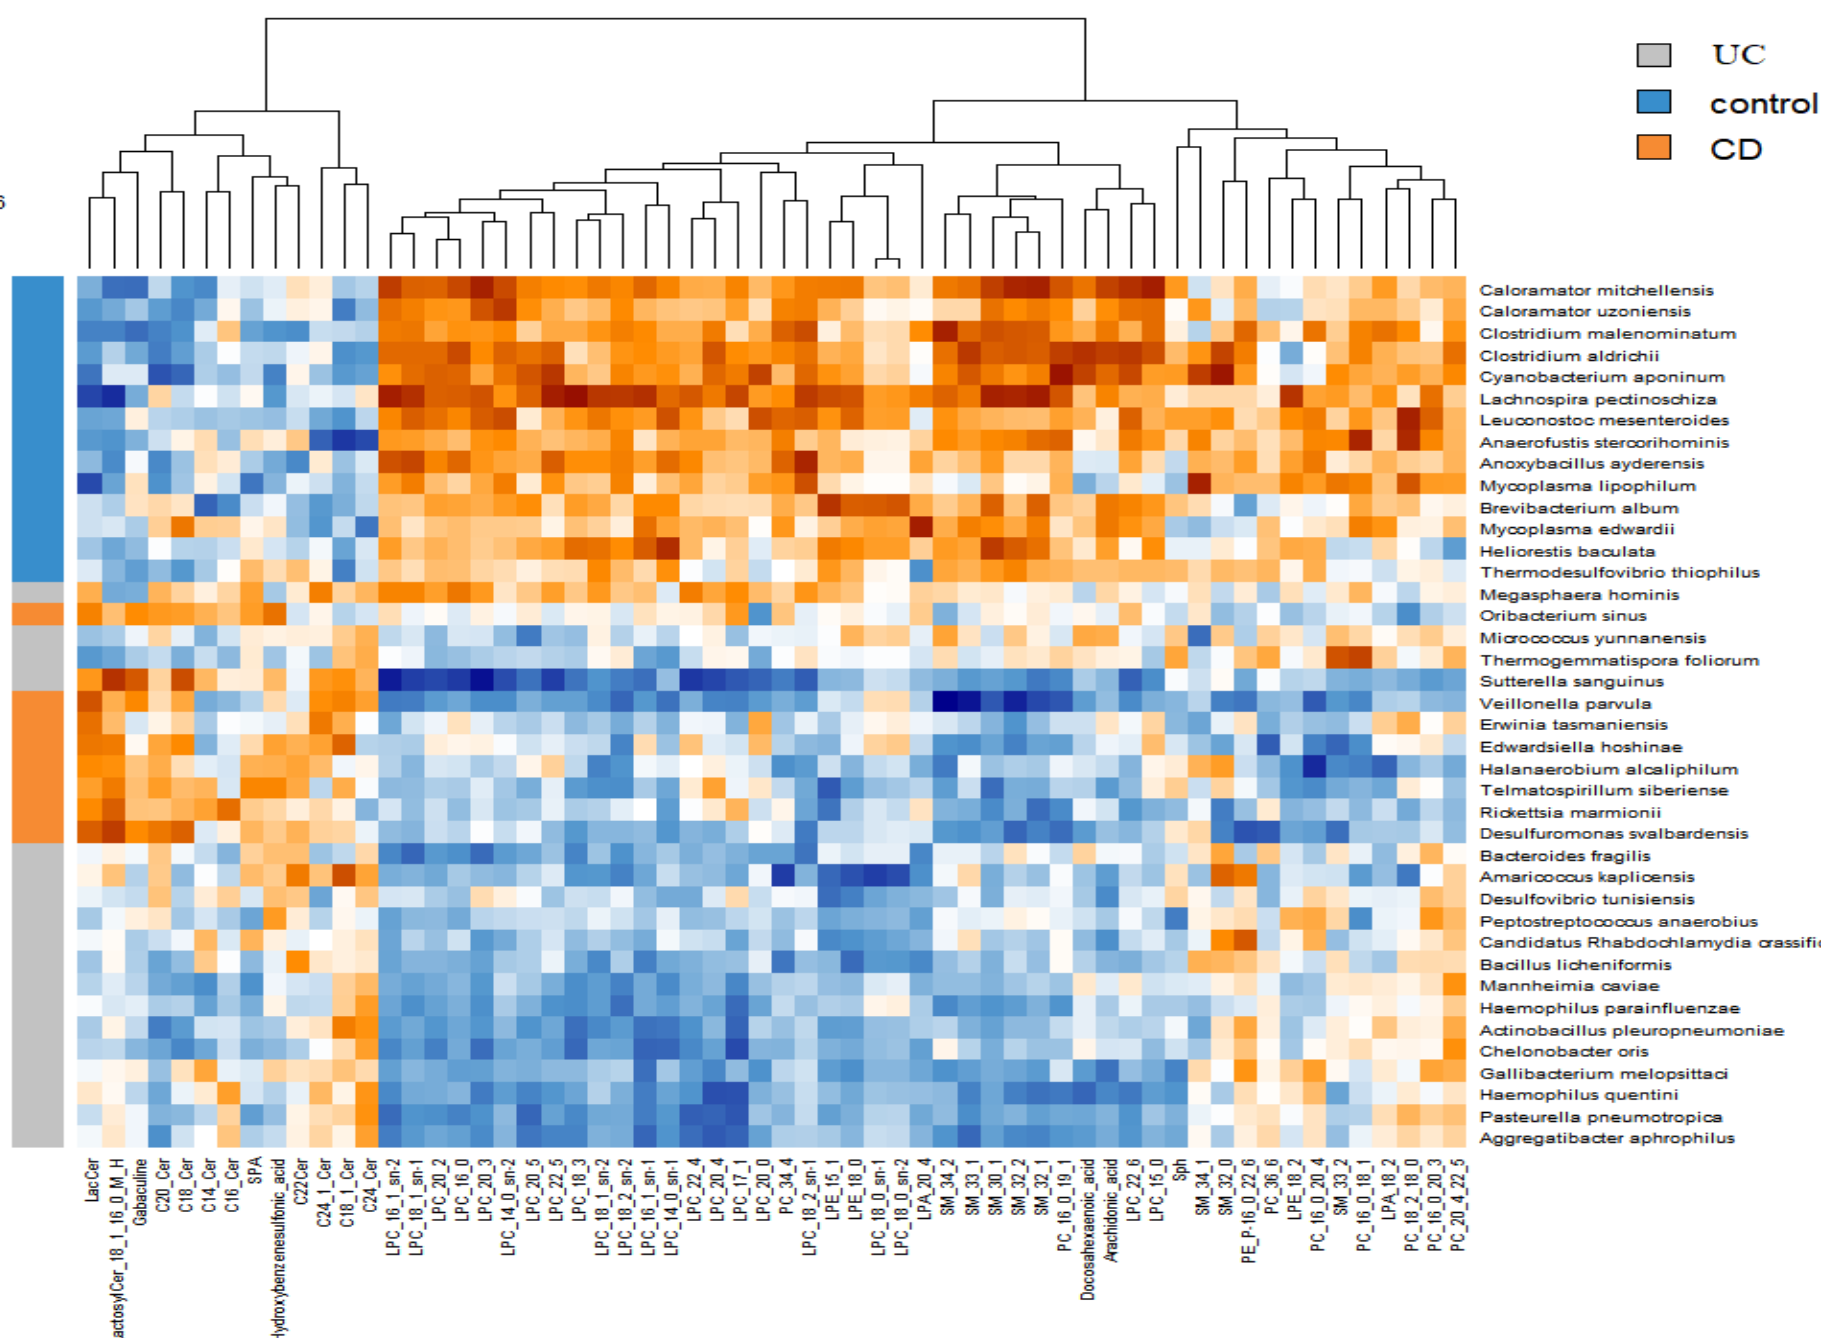 UC
control
CD
6
Caloramator mitchellensis
Caloramator uzoniensis
Clostridium malenominatum
Clostridium aldrichii
Cyanobacterium aponinum
Lachnospira pectinoschiza
Leuconostoc mesenteroides
Anaerofustis stercorihominis
Anoxybacillus ayderensis
Mycoplasma lipophilum
Brevibacterium album
Mycoplasma edwardii
Heliorestis baculata
Thermodesulfovibrio thiophilus
Megasphaera hominis
Oribacterium sinus
Micrococcus yunnanensis
Thermogemmatispora foliorum
Sutterella sanguinus
Veillonella parvula
Erwinia tasmaniensis
Edwardsiella hoshinae
Halanaerobium alcaliphilum
Telmatospirillum siberiense
Rickettsia marmionii
Desulfuromonas svalbardensis
Bacteroides fragilis
Amaricoccus kaplicensis
Desulfovibrio tunisiensis
Peptostreptococcus anaerobius
Candidatus Rhabdochlamydia crassific
Bacillus licheniformis
Mannheimia caviae
Haemophilus parainfluenzae
Actinobacillus pleuropneumoniae
Chelonobacter oris
Gallibacterium melopsittaci
Haemophilus quentini
Pasteurella pneumotropica
Aggregatibacter aphrophilus
LacCer
actosylCer_18_1_16_0_M_H
Gabaculine
C20_Cer
C18_Cer
C14_Cer
C16_Cer
SPA
Hydroxybenzenesulfonic_acid
C22Cer
C24_1_Cer
C18_1_Cer
C24_Cer
LPC_16_1_sn-2
LPC_18_1_sn-1
LPC_20_2
LPC_16_0
LPC_20_3
LPC_14_0_sn-2
LPC_20_5
LPC_22_5
LPC_18_3
LPC_18_1_sn-2
LPC_18_2_sn-2
LPC_16_1_sn-1
LPC_14_0_sn-1
LPC_22_4
LPC_20_4
LPC_17_1
LPC_20_0
PC_34_4
LPC_18_2_sn-1
LPE_15_1
LPE_18_0
LPC_18_0_sn-1
LPC_18_0_sn-2
LPA_20_4
SM_34_2
SM_33_1
SM_30_1
SM_32_2
SM_32_1
PC_16_0_19_1
Docosahexaenoic_acid
Arachidonic_acid
LPC_22_6
LPC_15_0
Sph
SM_34_1
SM_32_0
PE_P-16_0_22_6
PC_36_6
LPE_18_2
PC_16_0_20_4
SM_33_2
PC_16_0_18_1
LPA_18_2
PC_18_2_18_0
PC_16_0_20_3
PC_20_4_22_5